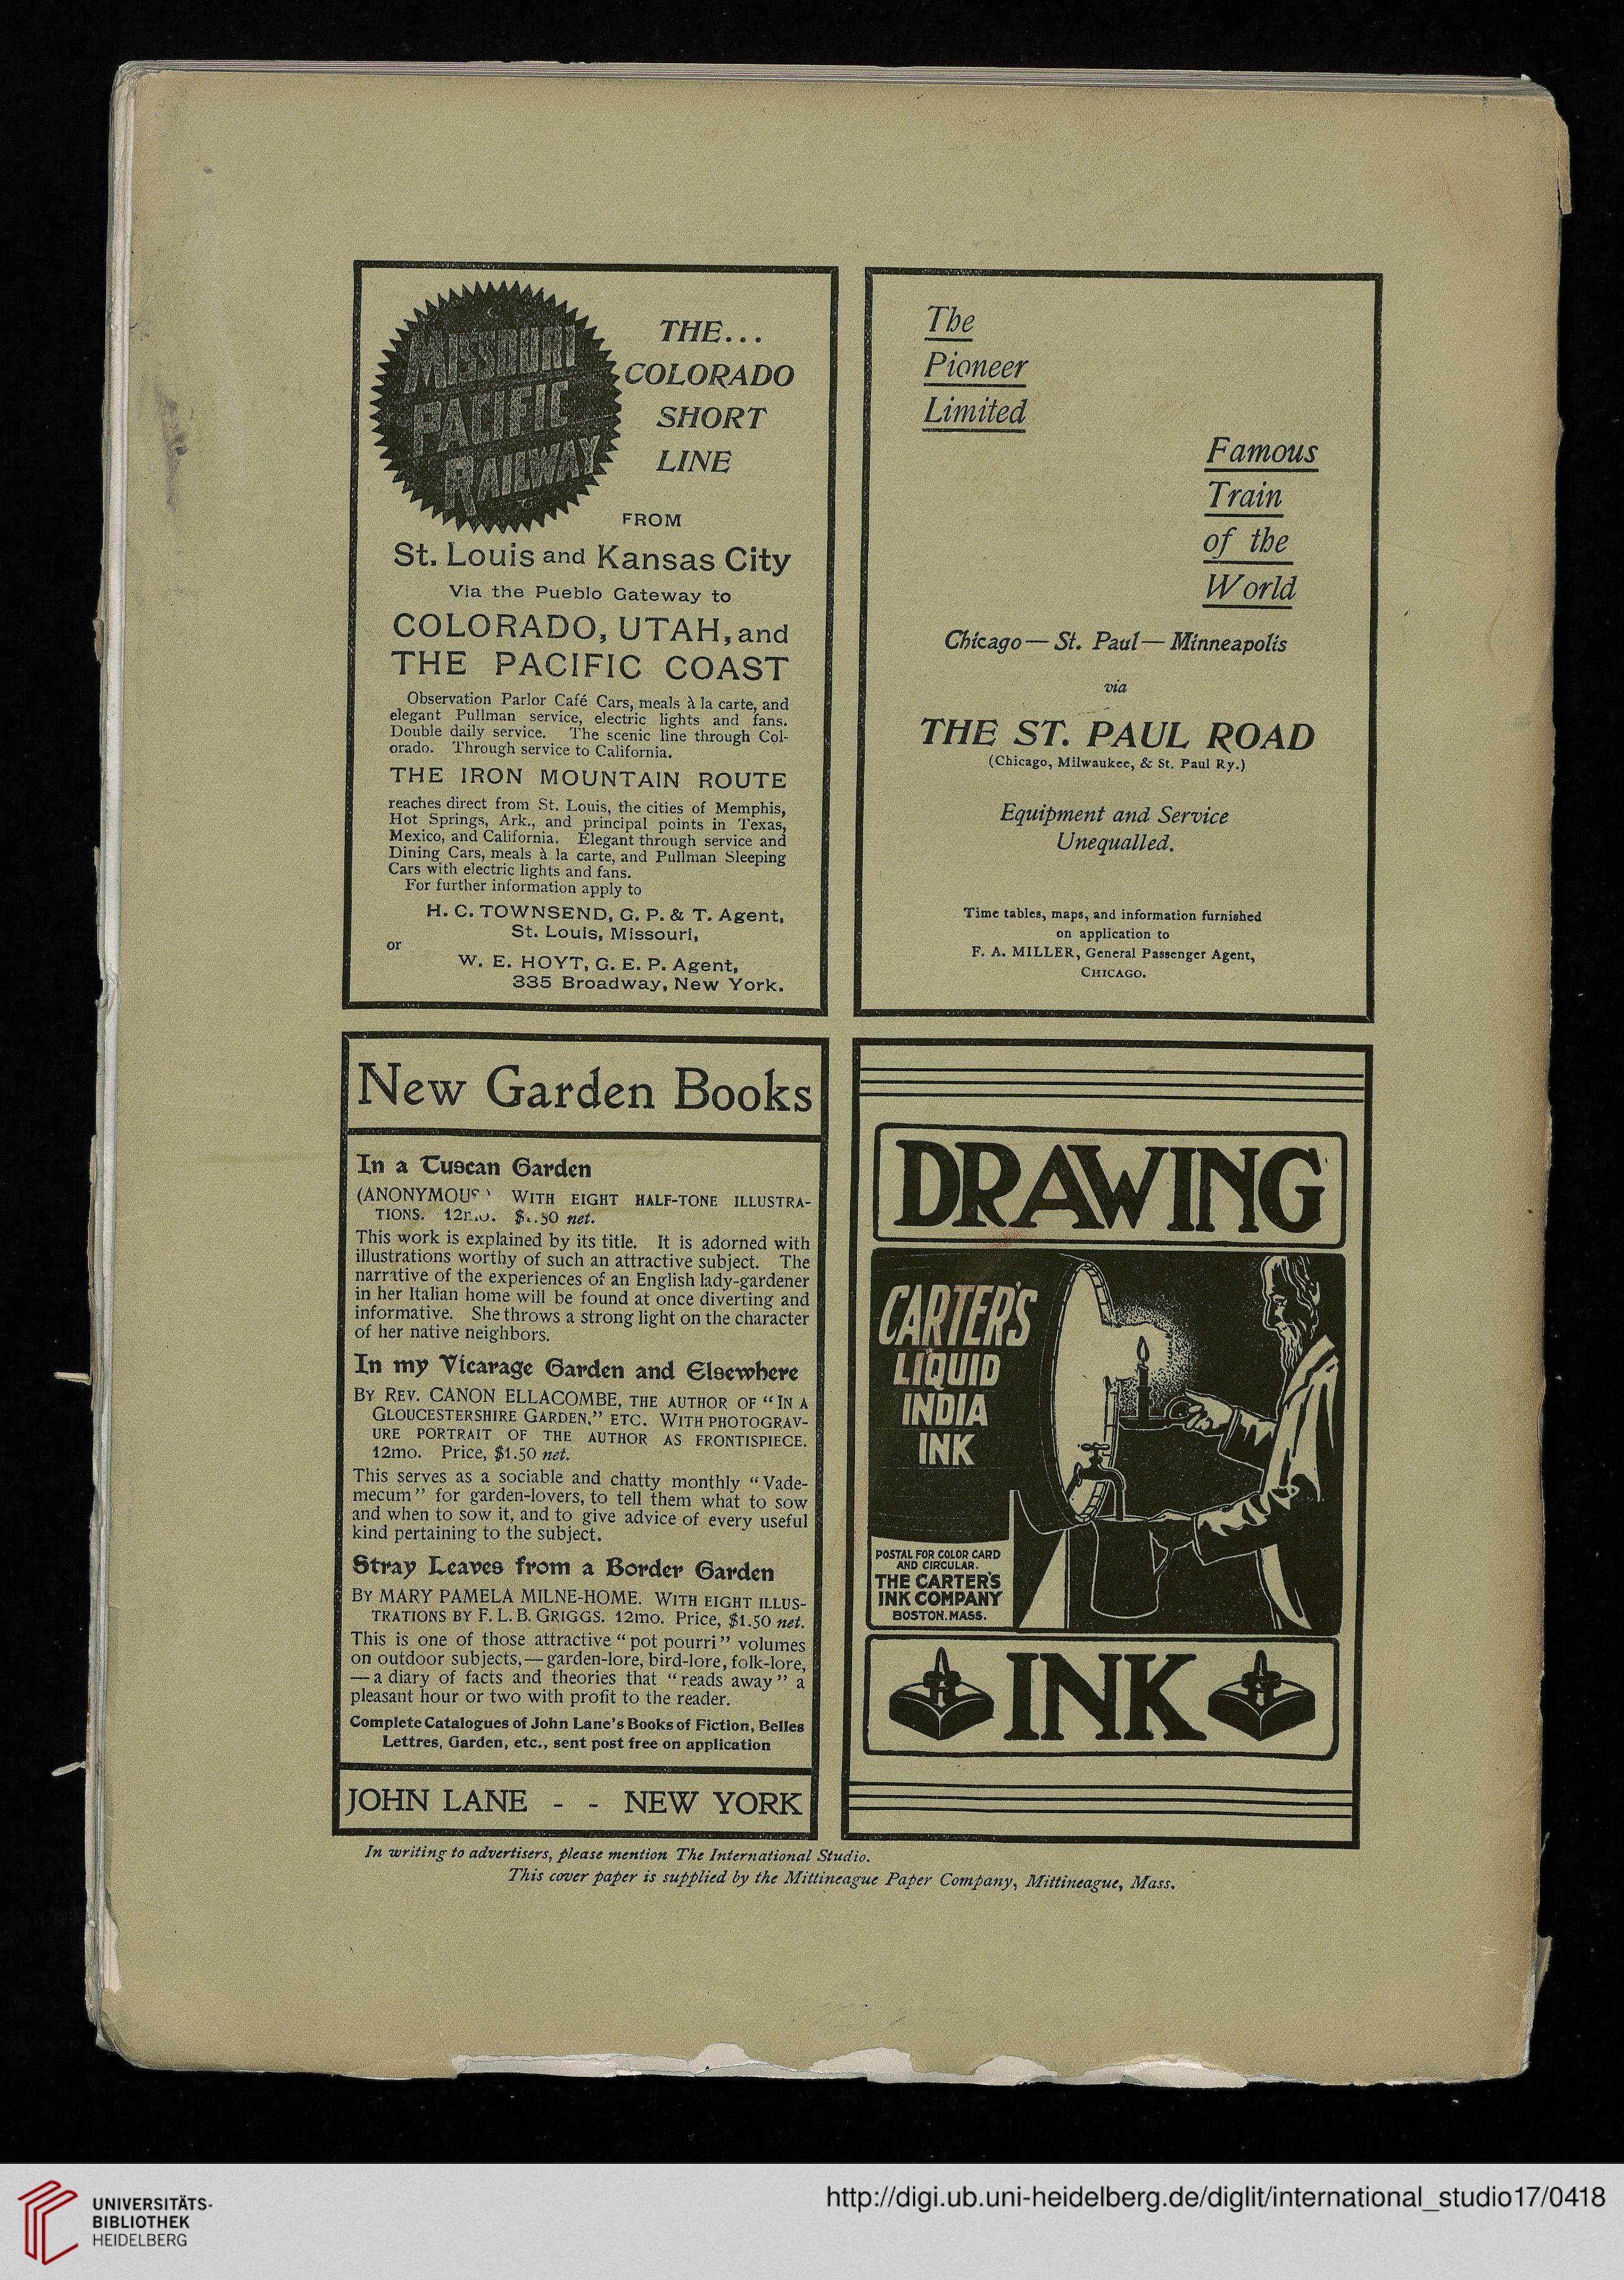 MISSOURI
PACIFIC
RAILWAY
THE...
COLORADO
SHORT
LINE
FROM
St. Louis and Kansas City
Via the Pueblo Gateway to
COLORADO, UTAH, and
THE PACIFIC COAST
Observation Parlor Café Cars, meals à la carte, and
elegant Pullman service, electric lights and fans.
Double daily service. The scenic line through Col-
orado. Through service to California.
THE IRON MOUNTAIN ROUTE
reaches direct from St. Louis, the cities of Memphis,
Hot Springs, Ark., and principal points in Texas,
Mexico, and California. Elegant through service and
Dining Cars, meals à la carte, and Pullman Sleeping
Cars with electric lights and fans.
For further information apply to
H. C. TOWNSEND, G. P. & T. Agent,
St. Louis, Missouri,
or
W. E. HOYT, G. E. P. Agent,
335 Broadway, New York.
The
Pioneer
Limited
Famous
Train
of the
World
Chicago — St. Paul — Minneapolis
via
THE ST. PAUL ROAD
(Chicago, Milwaukee, & St. Paul Ry.)
Equipment and Service
Unequalled.
Time tables, maps, and information furnished
on application to
F. A. MILLER, General Passenger Agent,
CHICAGO.
New Garden Books
In a Tuscan Garden
(ANONYMOUS) WITH EIGHT HALF-TONE ILLUSTRA-
TIONS. 12mo. $1.50 net.
This work is explained by its title. It is adorned with
illustrations worthy of such an attractive subject. The
narrative of the experiences of an English lady-gardener
in her Italian home will be found at once diverting and
informative. She throws a strong light on the character
of her native neighbors.
In my Vicarage Garden and Elsewhere
BY REV. CANON ELLACOMBE, THE AUTHOR OF "IN A
GLOUCESTERSHIRE GARDEN," ETC. WITH PHOTOGRAV-
URE PORTRAIT OF THE AUTHOR AS FRONTISPIECE.
12mo. Price, $1.50 net.
This serves as a sociable and chatty monthly "Vade-
mecum" for garden-lovers, to tell them what to sow
and when to sow it, and to give advice of every useful
kind pertaining to the subject.
Stray Leaves from a Border Garden
BY MARY PAMELA MILNE-HOME. WITH EIGHT ILLUS-
TRATIONS BY F. L. B. GRIGGS. 12mo. Price, $1.50 net.
This is one of those attractive "pot pourri" volumes
on outdoor subjects,—garden-lore, bird-lore, folk-lore,
—a diary of facts and theories that "reads away" a
pleasant hour or two with profit to the reader.
Complete Catalogues of John Lane's Books of Fiction, Belles
Lettres, Garden, etc., sent post free on application
JOHN LANE - - NEW YORK
DRAWING
CARTER'S
LIQUID
INDIA
INK
POSTAL FOR COLOR CARD
AND CIRCULAR.
THE CARTER'S
INK COMPANY
BOSTON. MASS.
INK
In writing to advertisers, please mention The International Studio.
This cover paper is supplied by the Mittineague Paper Company, Mittineague, Mass.
UNIVERSITÄTS-
BIBLIOTHEK
HEIDELBERG
http://digi.ub.uni-heidelberg.de/diglit/international_studio17/0418